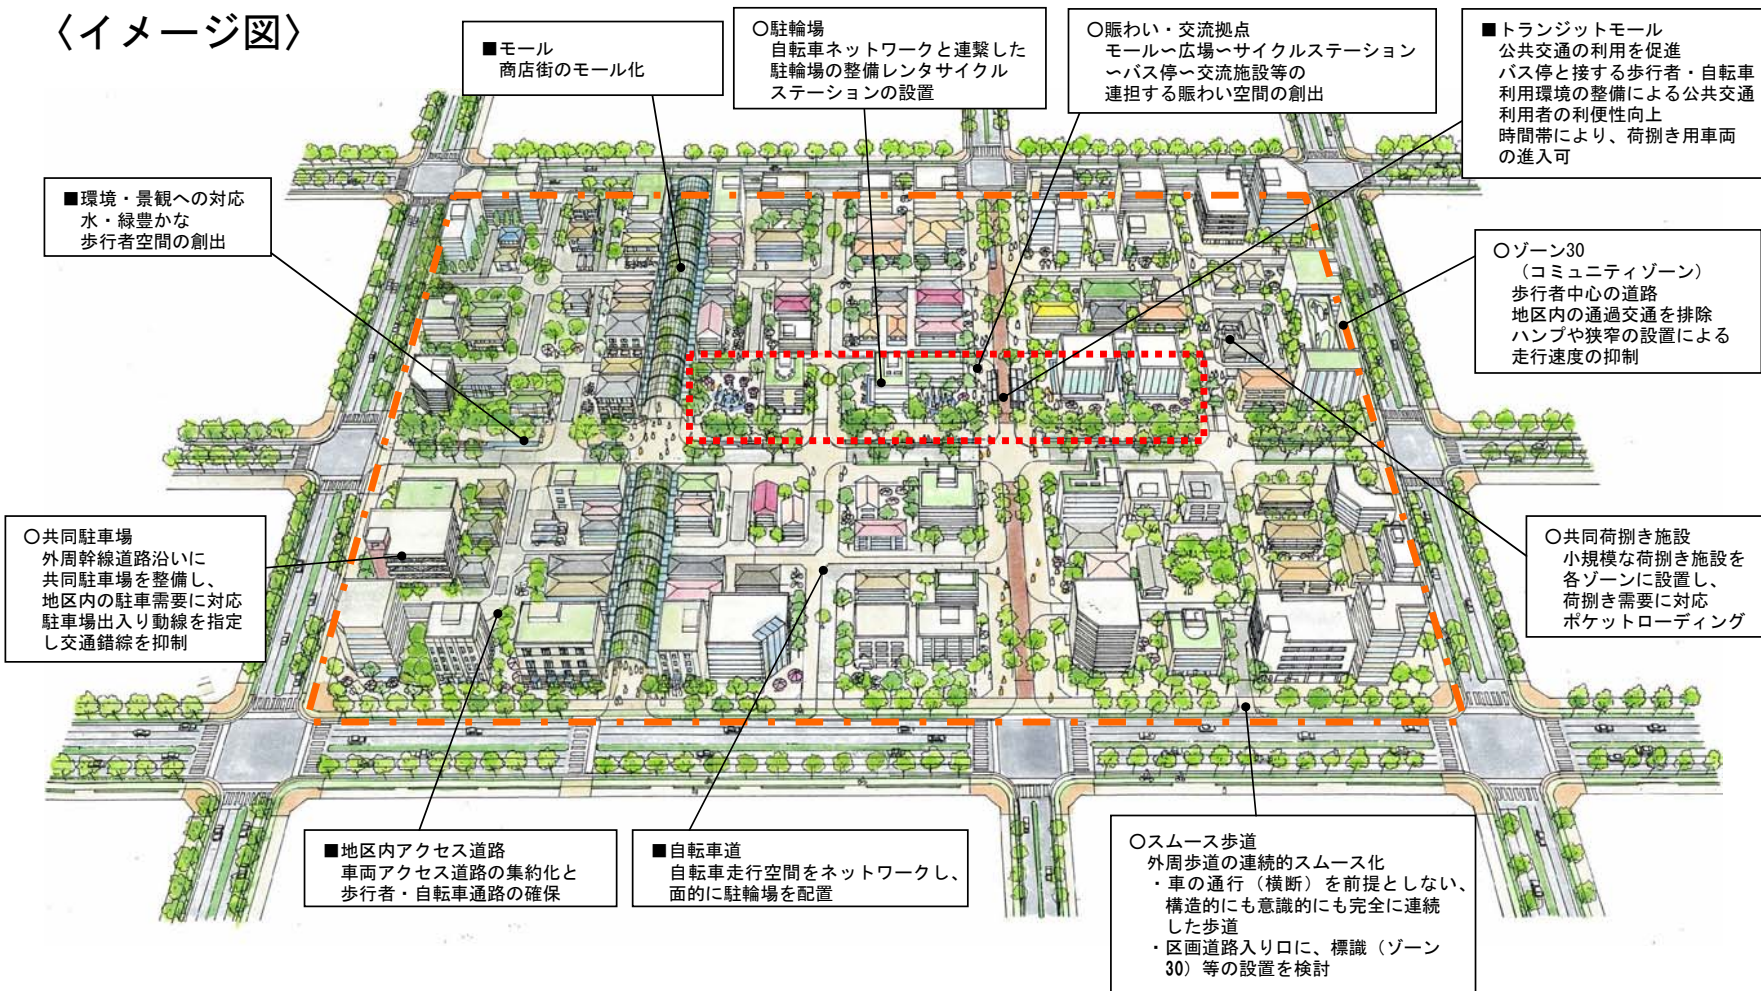 〈イメージ図〉
■モール
商店街のモール化
○駐輪場
自転車ネットワークと連繋した
駐輪場の整備レンタサイクル
ステーションの設置
○賑わい・交流拠点
モール～広場～サイクルステーション
～バス停～交流施設等の
連担する賑わい空間の創出
■トランジットモール
公共交通の利用を促進
バス停と接する歩行者・自転車
利用環境の整備による公共交通
利用者の利便性向上
時間帯により、荷捌き用車両
の進入可
■環境・景観への対応
水・緑豊かな
歩行者空間の創出
○ゾーン30
（コミュニティゾーン）
歩行者中心の道路
地区内の通過交通を排除
ハンプや狭窄の設置による
走行速度の抑制
○共同駐車場
外周幹線道路沿いに
共同駐車場を整備し、
地区内の駐車需要に対応
駐車場出入り動線を指定
し交通錯綜を抑制
○共同荷捌き施設
小規模な荷捌き施設を
各ゾーンに設置し、
荷捌き需要に対応
ポケットローディング
■地区内アクセス道路
車両アクセス道路の集約化と
歩行者・自転車通路の確保
■自転車道
自転車走行空間をネットワークし、
面的に駐輪場を配置
○スムース歩道
外周歩道の連続的スムース化
・車の通行（横断）を前提としない、
構造的にも意識的にも完全に連続
した歩道
・区画道路入り口に、標識（ゾーン
30）等の設置を検討